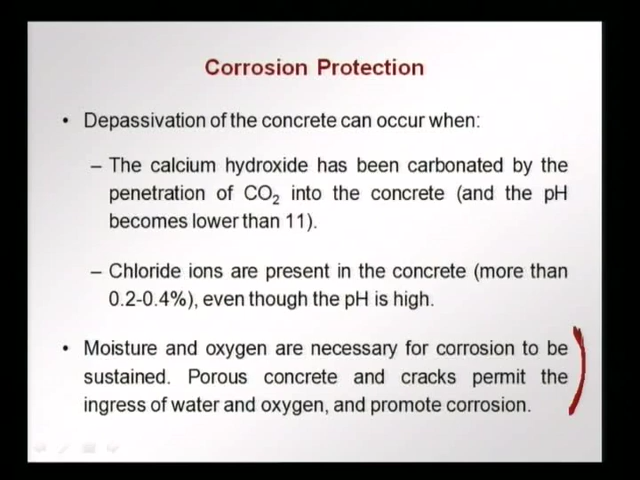 Corrosion Protection
• Depassivation of the concrete can occur when:
– The calcium hydroxide has been carbonated by the
penetration of CO₂ into the concrete (and the pH
becomes lower than 11).
– Chloride ions are present in the concrete (more than
0.2-0.4%), even though the pH is high.
• Moisture and oxygen are necessary for corrosion to be
sustained. Porous concrete and cracks permit the
ingress of water and oxygen, and promote corrosion.